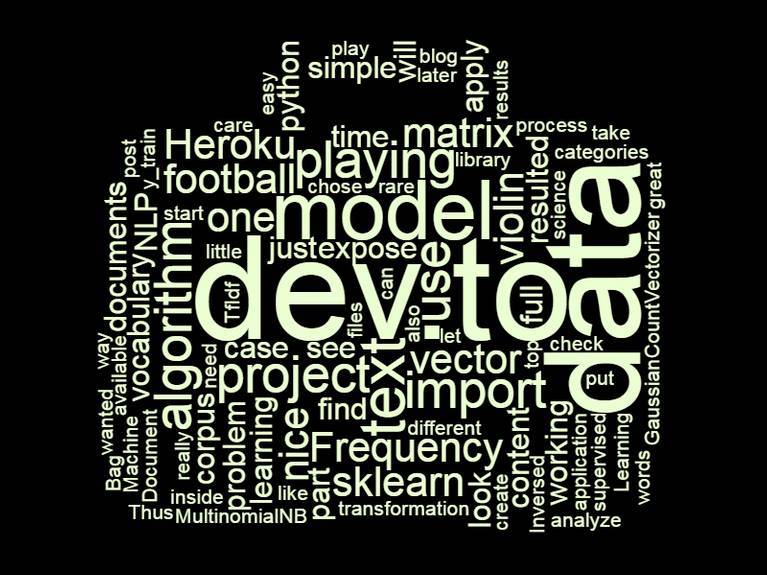 play
simple
will
blog
later
apply
results
easy
python
care
Heroku
time
matrix
process
take
post
y_train
playing
library
resulted
categories
football
chose
rare
science
great
documents
NLP
start
one
model
violin
data
little
justexpose
use
algorithm
vocabulary
dev.to
can
Tfldf
full
files
also
let
CountVectorizer
way
available
need
case
see
text
vector
top
check
project
import
put
Gaussian
wanted
corpus
find
Bag
Machine
Document
really
problem
learning
nice
different
content
working
application
supervised
Learning
Frequency
words
inside
like
part
sklearn
look
create
Inversed
transformation
Thus
MultinomialNB
analyze